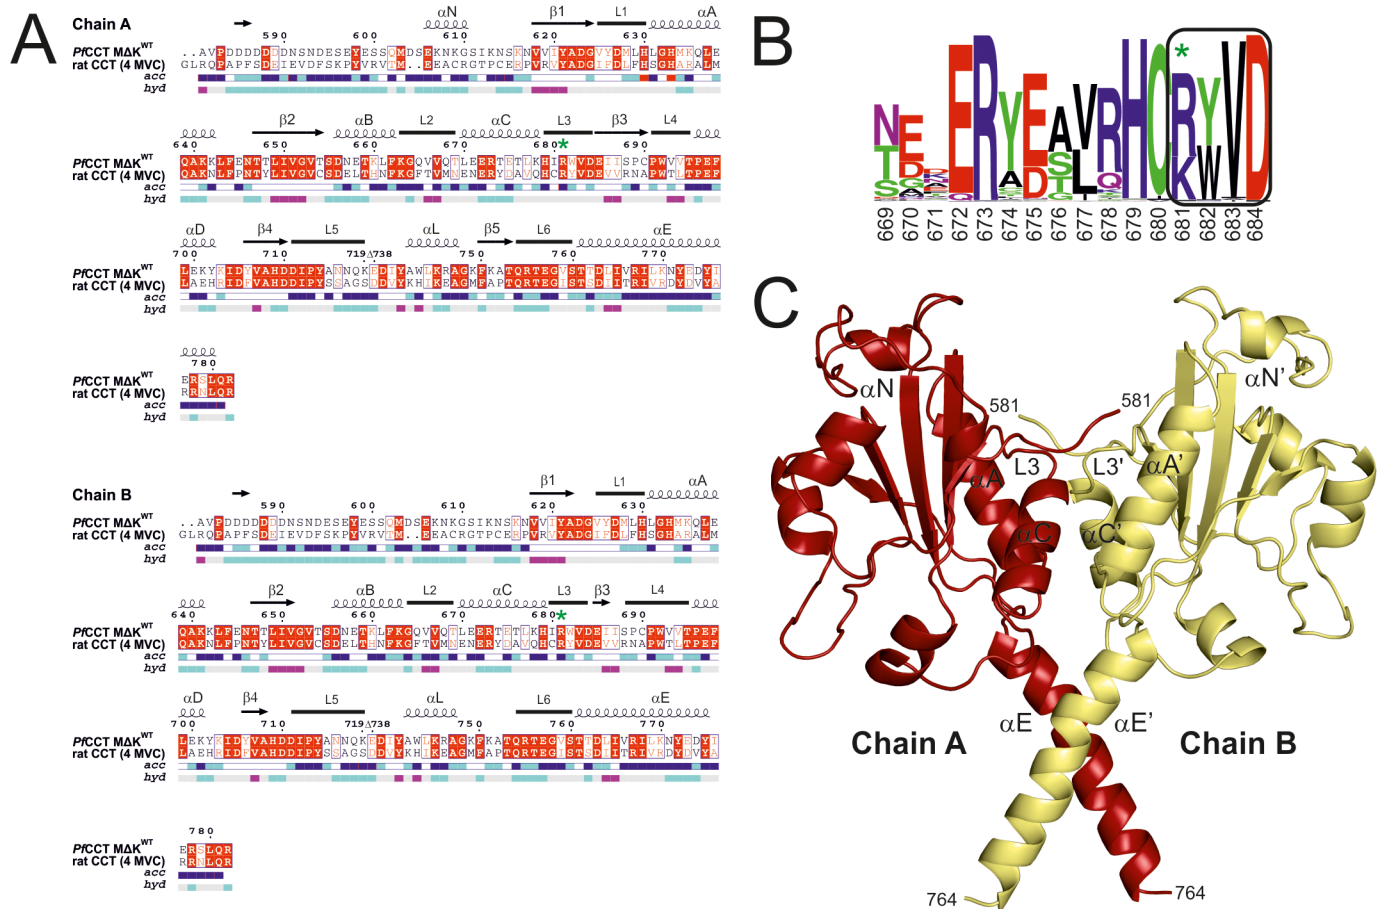 A
Chain A
αN β1 L1 αA
590 600 610 620 630
PfCCT MΔK^WT ..AVPDDDDDDDNSNDESEYESSQMDSEKNKGSIKNSKNVVIYADGVYDMLHLGHMKQLE
rat CCT (4 MVC) GLRQPAPFSDEIEVDFSKPYVRVTM..EEACRGTPCERPVRVYADGIFDLFHSGHARALM
acc
hyd
β2 αB L2 αC L3 β3 L4
640 650 660 670 680 * 690
PfCCT MΔK^WT QAKKLFENTTLIVGVTSDNETKLFKGQVVQTLEERTETLKHIRWVDEIISPCPWVVTPEF
rat CCT (4 MVC) QAKNLFPNTYLIVGVCSDELTHNFKGFTVMNENERYDAVQHCRYVDEVVRNAPWTLTPEF
acc
hyd
αD β4 L5 αL β5 L6 αE
700 710 719Δ738 750 760 770
PfCCT MΔK^WT LEKYKIDYVAHDDIPYANNQKEDIYAWLKRAGKFKATQRTEGVSTTDLIVRILKNYEDYI
rat CCT (4 MVC) LAEHRIDFVAHDDIPYSSAGSDDVYKHIKEAGMFAPTQRTEGISTSDIITRIVRDYDVYA
acc
hyd
780
PfCCT MΔK^WT ERSLQR
rat CCT (4 MVC) RRNLQR
acc
hyd
Chain B
β1 L1 αA
590 600 610 620 630
PfCCT MΔK^WT ..AVPDDDDDDDNSNDESEYESSQMDSEKNKGSIKNSKNVVIYADGVYDMLHLGHMKQLE
rat CCT (4 MVC) GLRQPAPFSDEIEVDFSKPYVRVTM..EEACRGTPCERPVRVYADGIFDLFHSGHARALM
acc
hyd
β2 αB L2 αC L3 β3 L4
640 650 660 670 680 * 690
PfCCT MΔK^WT QAKKLFENTTLIVGVTSDNETKLFKGQVVQTLEERTETLKHIRWVDEIISPCPWVVTPEF
rat CCT (4 MVC) QAKNLFPNTYLIVGVCSDELTHNFKGFTVMNENERYDAVQHCRYVDEVVRNAPWTLTPEF
acc
hyd
αD β4 L5 αL L6 αE
700 710 719Δ738 750 760 770
PfCCT MΔK^WT LEKYKIDYVAHDDIPYANNQKEDIYAWLKRAGKFKATQRTEGVSTTDLIVRILKNYEDYI
rat CCT (4 MVC) LAEHRIDFVAHDDIPYSSAGSDDVYKHIKEAGMFAPTQRTEGISTSDIITRIVRDYDVYA
acc
hyd
780
PfCCT MΔK^WT ERSLQR
rat CCT (4 MVC) RRNLQR
acc
hyd
B
*
N E E R Y E A V R H C R Y V D
T D A D S L Q K W
S G T
669 670 671 672 673 674 675 676 677 678 679 680 681 682 683 684
C
αN αN'
581 581
αA L3 L3' αA'
αC αC'
αE αE'
Chain A Chain B
764 764